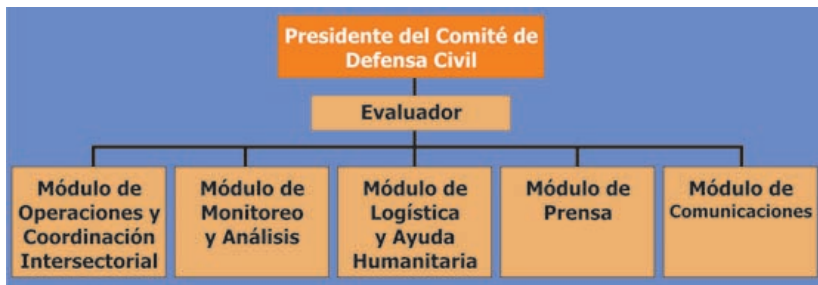 Presidente del Comité de
Defensa Civil
Evaluador
Módulo de
Operaciones y
Coordinación
Intersectorial
Módulo de
Monitoreo
y Análisis
Módulo de
Logística
y Ayuda
Humanitaria
Módulo de
Prensa
Módulo de
Comunicaciones